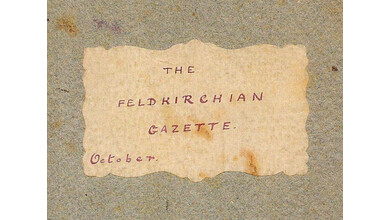 THE
FELDKIRCHIAN
GAZETTE.
October.